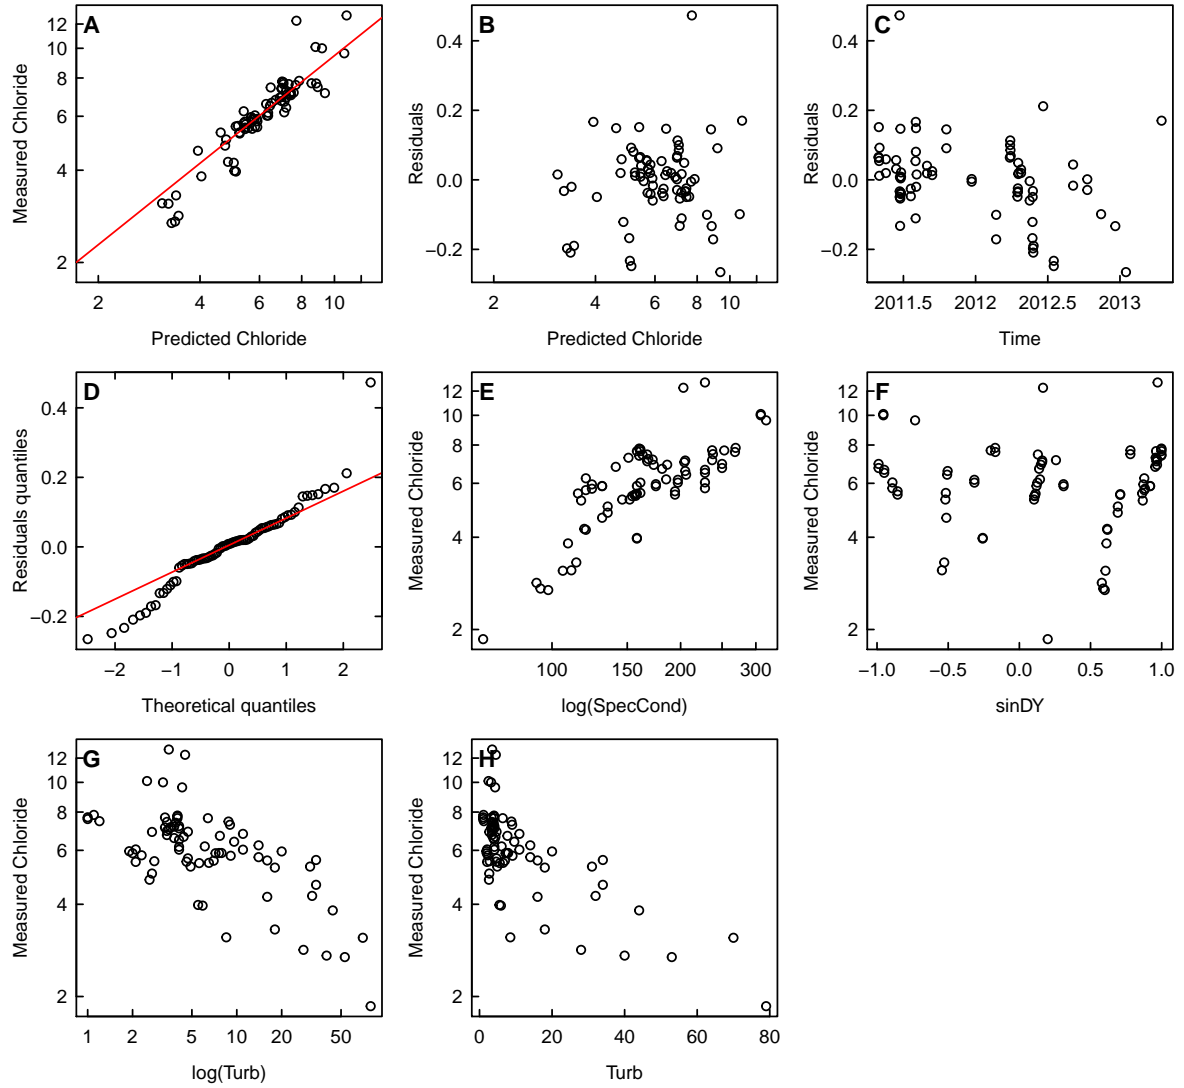 A
Measured Chloride
12
10
8
6
4
2
2 4 6 8 10
Predicted Chloride
B
Residuals
0.4
0.2
0.0
−0.2
2 4 6 8 10
Predicted Chloride
C
Residuals
0.4
0.2
0.0
−0.2
2011.5 2012 2012.5 2013
Time
D
Residuals quantiles
0.4
0.2
0.0
−0.2
−2 −1 0 1 2
Theoretical quantiles
E
Measured Chloride
12
10
8
6
4
2
100 150 200 300
log(SpecCond)
F
Measured Chloride
12
10
8
6
4
2
−1.0 −0.5 0.0 0.5 1.0
sinDY
G
Measured Chloride
12
10
8
6
4
2
1 2 5 10 20 50
log(Turb)
H
Measured Chloride
12
10
8
6
4
2
0 20 40 60 80
Turb